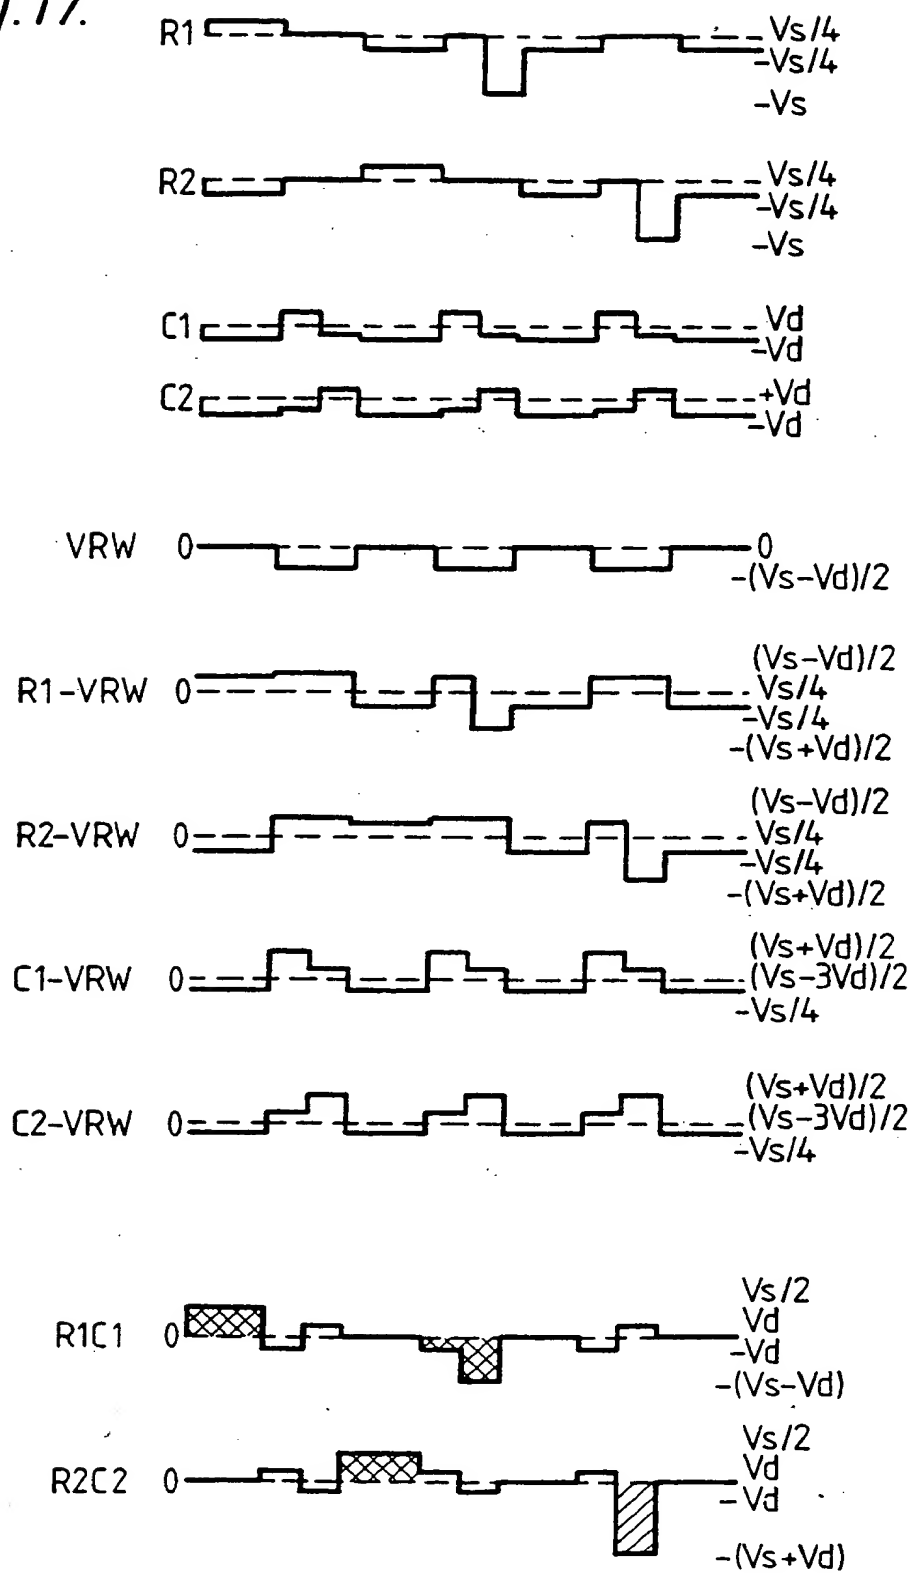 R1 Vs/4
-Vs/4
-Vs
R2 Vs/4
-Vs/4
-Vs
C1 Vd
-Vd
C2 +Vd
-Vd
VRW 0 0
-(Vs-Vd)/2
(Vs-Vd)/2
R1-VRW 0 Vs/4
-Vs/4
-(Vs+Vd)/2
(Vs-Vd)/2
R2-VRW 0 Vs/4
-Vs/4
-(Vs+Vd)/2
(Vs+Vd)/2
C1-VRW 0 (Vs-3Vd)/2
-Vs/4
(Vs+Vd)/2
C2-VRW 0 (Vs-3Vd)/2
-Vs/4
Vs/2
Vd
R1C1 0 -Vd
-(Vs-Vd)
Vs/2
Vd
R2C2 0 -Vd
-(Vs+Vd)